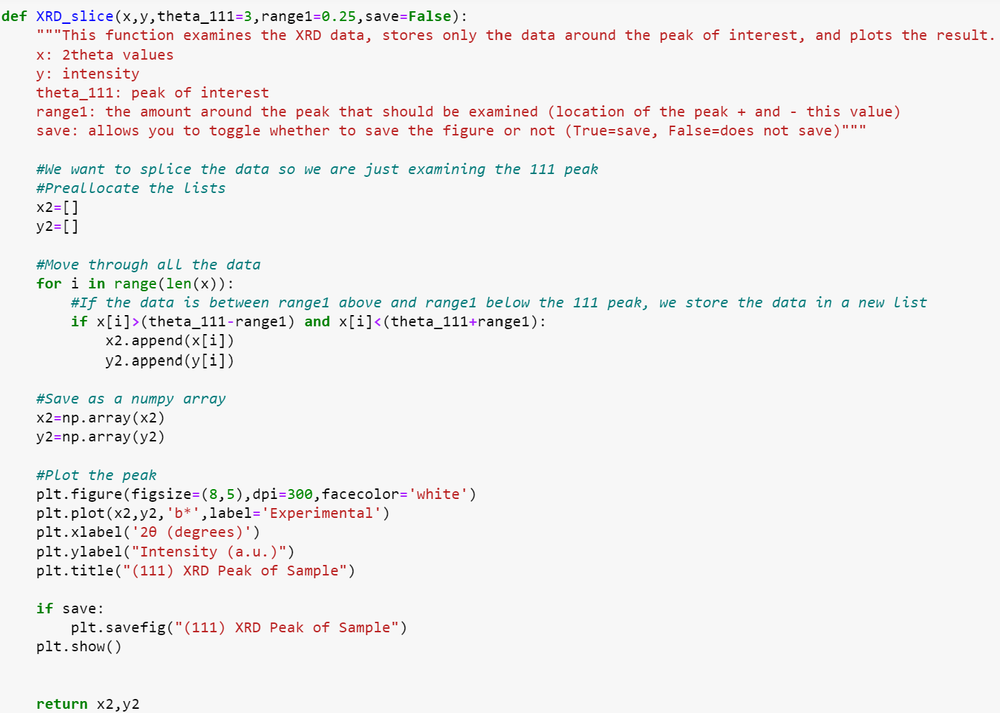 def XRD_slice(x,y,theta_111=3,range1=0.25,save=False):
    """This function examines the XRD data, stores only the data around the peak of interest, and plots the result.
    x: 2theta values
    y: intensity
    theta_111: peak of interest
    range1: the amount around the peak that should be examined (location of the peak + and - this value)
    save: allows you to toggle whether to save the figure or not (True=save, False=does not save)"""

    #We want to splice the data so we are just examining the 111 peak
    #Preallocate the lists
    x2=[]
    y2=[]

    #Move through all the data
    for i in range(len(x)):
        #If the data is between range1 above and range1 below the 111 peak, we store the data in a new list
        if x[i]>(theta_111-range1) and x[i]<(theta_111+range1):
            x2.append(x[i])
            y2.append(y[i])

    #Save as a numpy array
    x2=np.array(x2)
    y2=np.array(y2)

    #Plot the peak
    plt.figure(figsize=(8,5),dpi=300,facecolor='white')
    plt.plot(x2,y2,'b*',label='Experimental')
    plt.xlabel('2θ (degrees)')
    plt.ylabel("Intensity (a.u.)")
    plt.title("(111) XRD Peak of Sample")

    if save:
        plt.savefig("(111) XRD Peak of Sample")
    plt.show()


    return x2,y2